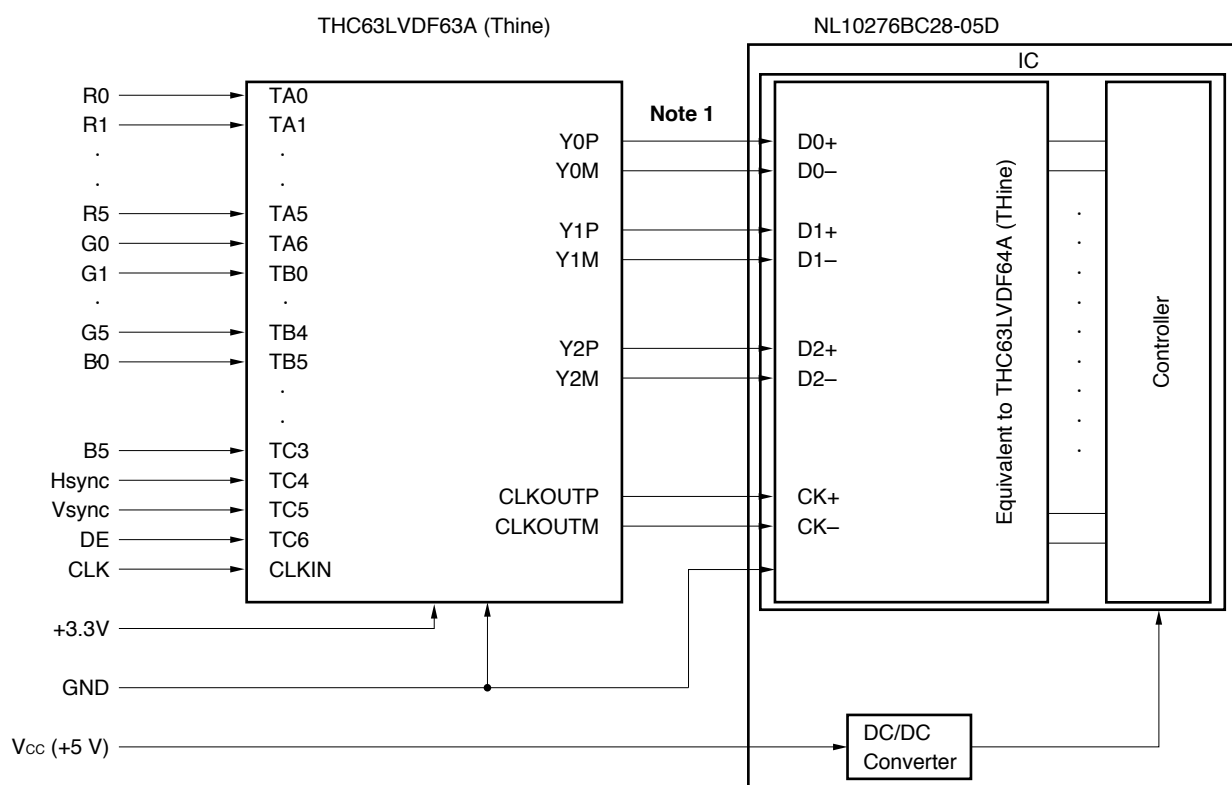 THC63LVDF63A (Thine)
NL10276BC28-05D
IC
R0
TA0
R1
TA1
Note 1
Y0P
D0+
.
.
Y0M
D0–
.
.
R5
TA5
Y1P
D1+
G0
TA6
Y1M
D1–
G1
TB0
.
.
G5
TB4
Y2P
D2+
B0
TB5
Y2M
D2–
.
.
B5
TC3
Hsync
TC4
CLKOUTP
CK+
Vsync
TC5
CLKOUTM
CK–
DE
TC6
CLK
CLKIN
Equivalent to THC63LVDF64A (THine)
Controller
+3.3V
GND
VCC (+5 V)
DC/DC
Converter